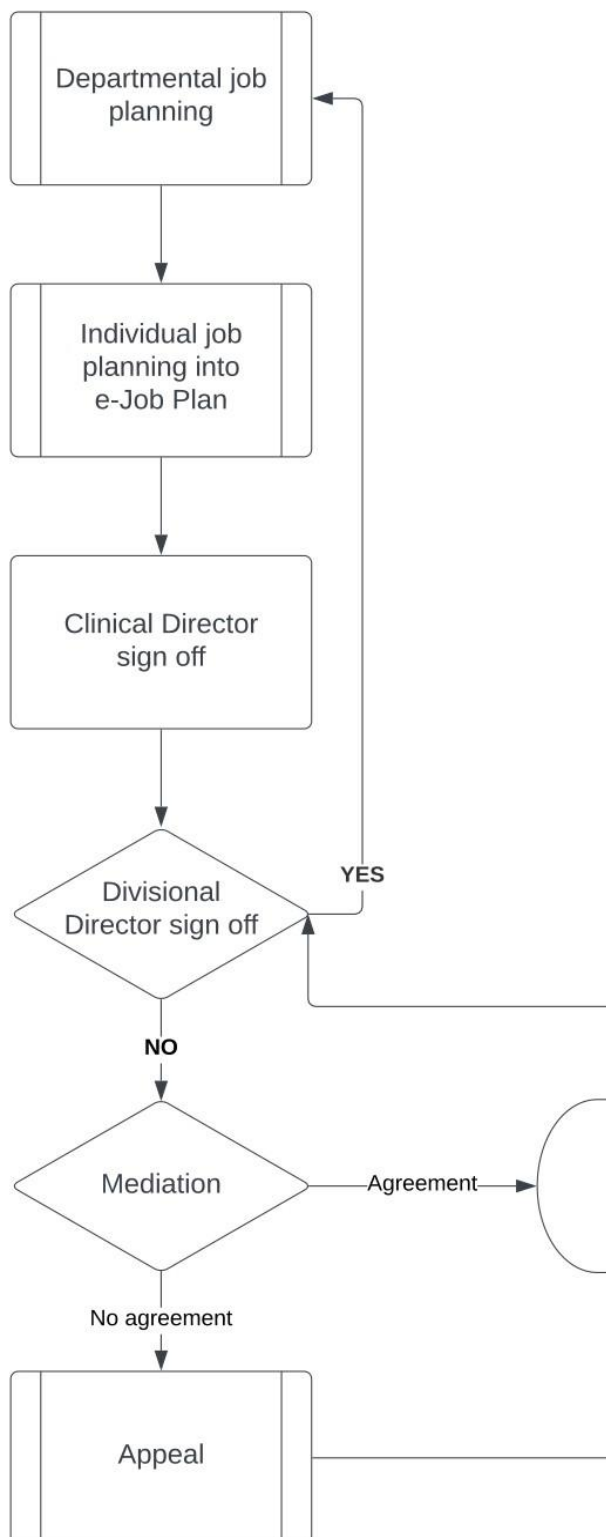 Departmental job
planning
Individual job
planning into
e-Job Plan
Clinical Director
sign off
Divisional
Director sign off
YES
NO
Mediation
Agreement
No agreement
Appeal